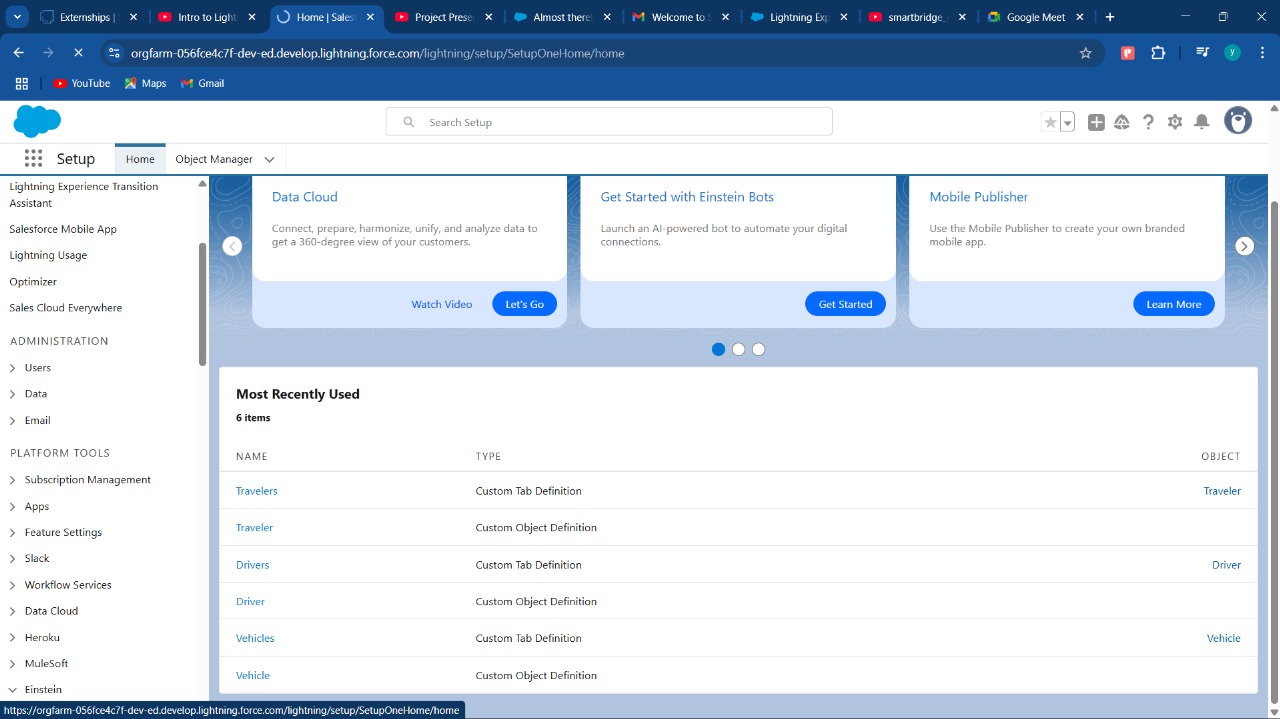 Externships |
Intro to Light
Home | Sales
Project Prese
Almost there
Welcome to S
Lightning Exp
smartbridge_
Google Meet
orgfarm-056fce4c7f-dev-ed.develop.lightning.force.com/lightning/setup/SetupOneHome/home
y
YouTube
Maps
Gmail
Search Setup
Setup
Home
Object Manager
Lightning Experience Transition
Assistant
Salesforce Mobile App
Lightning Usage
Optimizer
Sales Cloud Everywhere
ADMINISTRATION
Users
Data
Email
PLATFORM TOOLS
Subscription Management
Apps
Feature Settings
Slack
Workflow Services
Data Cloud
Heroku
MuleSoft
Einstein
Data Cloud
Connect, prepare, harmonize, unify, and analyze data to
get a 360-degree view of your customers.
Watch Video
Let's Go
Get Started with Einstein Bots
Launch an AI-powered bot to automate your digital
connections.
Get Started
Mobile Publisher
Use the Mobile Publisher to create your own branded
mobile app.
Learn More
Most Recently Used
6 items
NAME TYPE OBJECT
Travelers Custom Tab Definition Traveler
Traveler Custom Object Definition
Drivers Custom Tab Definition Driver
Driver Custom Object Definition
Vehicles Custom Tab Definition Vehicle
Vehicle Custom Object Definition
https://orgfarm-056fce4c7f-dev-ed.develop.lightning.force.com/lightning/setup/SetupOneHome/home